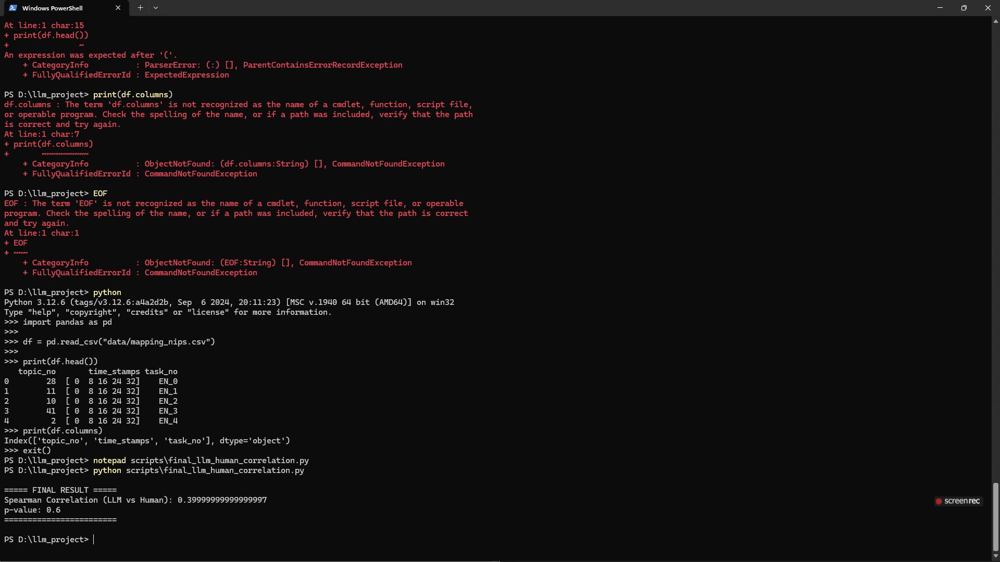 Windows PowerShell
At line:1 char:15
+ print(df.head())
+               ~
An expression was expected after '('.
    + CategoryInfo          : ParserError: (:) [], ParentContainsErrorRecordException
    + FullyQualifiedErrorId : ExpectedExpression
PS D:\llm_project> print(df.columns)
df.columns : The term 'df.columns' is not recognized as the name of a cmdlet, function, script file,
or operable program. Check the spelling of the name, or if a path was included, verify that the path
is correct and try again.
At line:1 char:7
+ print(df.columns)
+       ~~~~~~~~~~
    + CategoryInfo          : ObjectNotFound: (df.columns:String) [], CommandNotFoundException
    + FullyQualifiedErrorId : CommandNotFoundException
PS D:\llm_project> EOF
EOF : The term 'EOF' is not recognized as the name of a cmdlet, function, script file, or operable
program. Check the spelling of the name, or if a path was included, verify that the path is correct
and try again.
At line:1 char:1
+ EOF
+ ~~~
    + CategoryInfo          : ObjectNotFound: (EOF:String) [], CommandNotFoundException
    + FullyQualifiedErrorId : CommandNotFoundException
PS D:\llm_project> python
Python 3.12.6 (tags/v3.12.6:a4a2d2b, Sep  6 2024, 20:11:23) [MSC v.1940 64 bit (AMD64)] on win32
Type "help", "copyright", "credits" or "license" for more information.
>>> import pandas as pd
>>>
>>> df = pd.read_csv("data/mapping_nips.csv")
>>>
>>> print(df.head())
   topic_no       time_stamps task_no
0        28  [ 0  8 16 24 32]    EN_0
1        11  [ 0  8 16 24 32]    EN_1
2        10  [ 0  8 16 24 32]    EN_2
3        41  [ 0  8 16 24 32]    EN_3
4         2  [ 0  8 16 24 32]    EN_4
>>> print(df.columns)
Index(['topic_no', 'time_stamps', 'task_no'], dtype='object')
>>> exit()
PS D:\llm_project> notepad scripts\final_llm_human_correlation.py
PS D:\llm_project> python scripts\final_llm_human_correlation.py
===== FINAL RESULT =====
Spearman Correlation (LLM vs Human): 0.39999999999999997
p-value: 0.6
========================
PS D:\llm_project>
screenrec